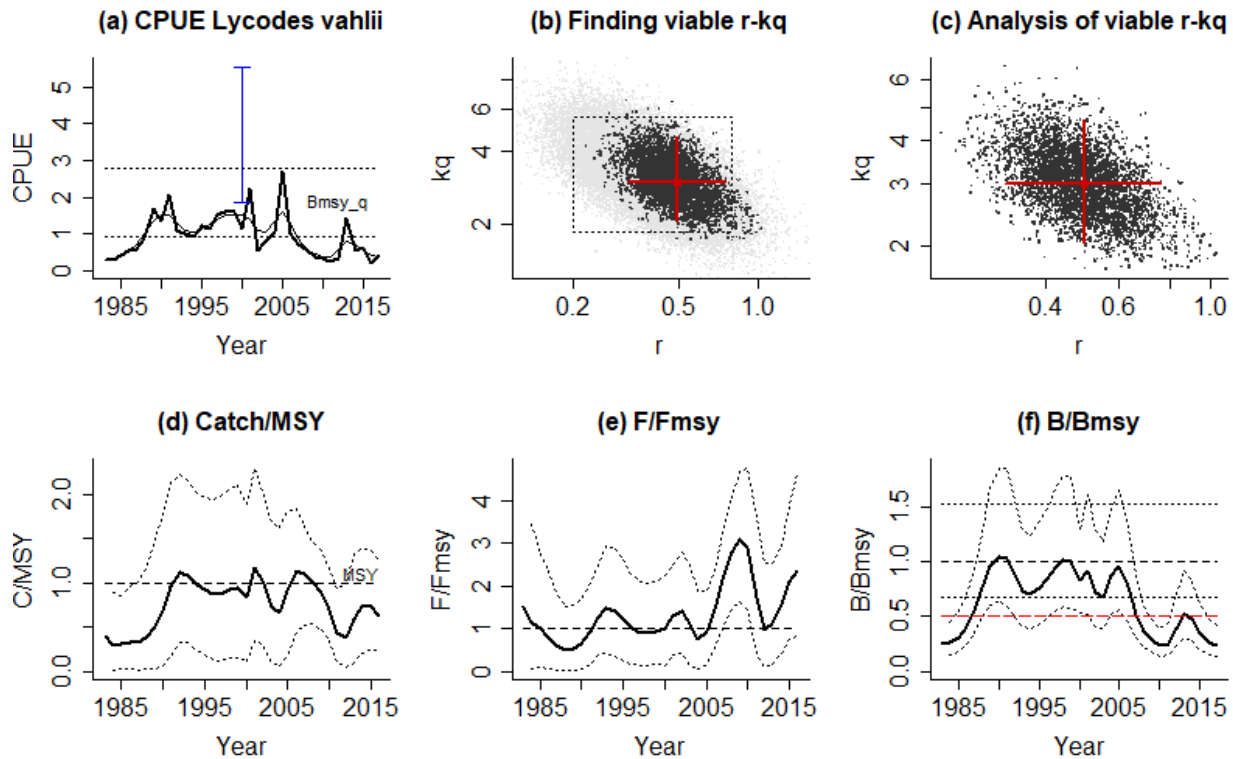 (a) CPUE Lycodes vahlii
CPUE
5
4
3
2
1
0
Bmsy_q
1985 1995 2005 2015
Year
(b) Finding viable r-kq
kq
6
4
2
0.2 0.5 1.0
r
(c) Analysis of viable r-kq
6
4
3
2
0.4 0.6 1.0
r
(d) Catch/MSY
C/MSY
2.0
1.0
0.0
MSY
1985 1995 2005 2015
Year
(e) F/Fmsy
F/Fmsy
4
3
2
1
0
1985 1995 2005 2015
Year
(f) B/Bmsy
B/Bmsy
1.5
1.0
0.5
0.0
1985 1995 2005 2015
Year